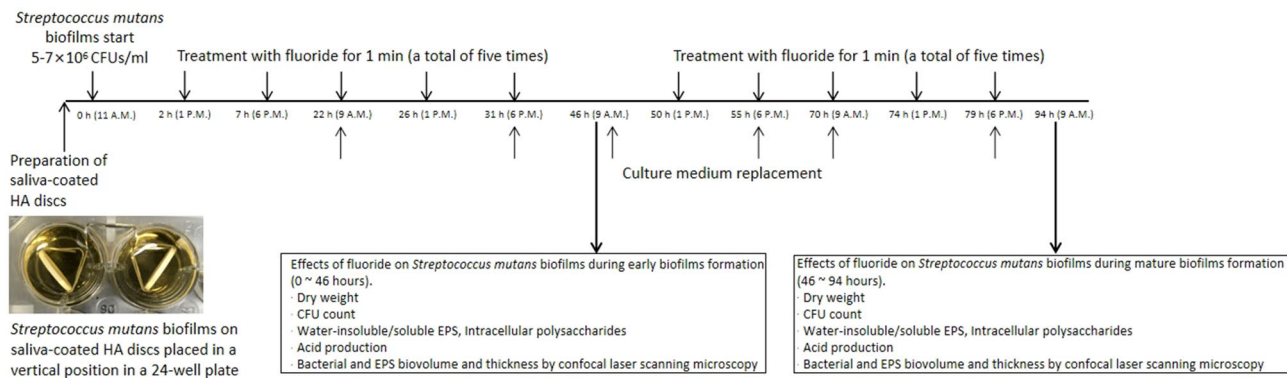 Streptococcus mutans
biofilms start
5-7×10⁶ CFUs/ml
Treatment with fluoride for 1 min (a total of five times)
Treatment with fluoride for 1 min (a total of five times)
0 h (11 A.M.)
2 h (1 P.M.)
7 h (6 P.M.)
22 h (9 A.M.)
26 h (1 P.M.)
31 h (6 P.M.)
46 h (9 A.M.)
50 h (1 P.M.)
55 h (6 P.M.)
70 h (9 A.M.)
74 h (1 P.M.)
79 h (6 P.M.)
94 h (9 A.M.)
Preparation of
saliva-coated
HA discs
Culture medium replacement
Streptococcus mutans biofilms on
saliva-coated HA discs placed in a
vertical position in a 24-well plate
Effects of fluoride on Streptococcus mutans biofilms during early biofilms formation
(0 ~ 46 hours).
· Dry weight
· CFU count
· Water-insoluble/soluble EPS, Intracellular polysaccharides
· Acid production
· Bacterial and EPS biovolume and thickness by confocal laser scanning microscopy
Effects of fluoride on Streptococcus mutans biofilms during mature biofilms formation
(46 ~ 94 hours).
· Dry weight
· CFU count
· Water-insoluble/soluble EPS, Intracellular polysaccharides
· Acid production
· Bacterial and EPS biovolume and thickness by confocal laser scanning microscopy